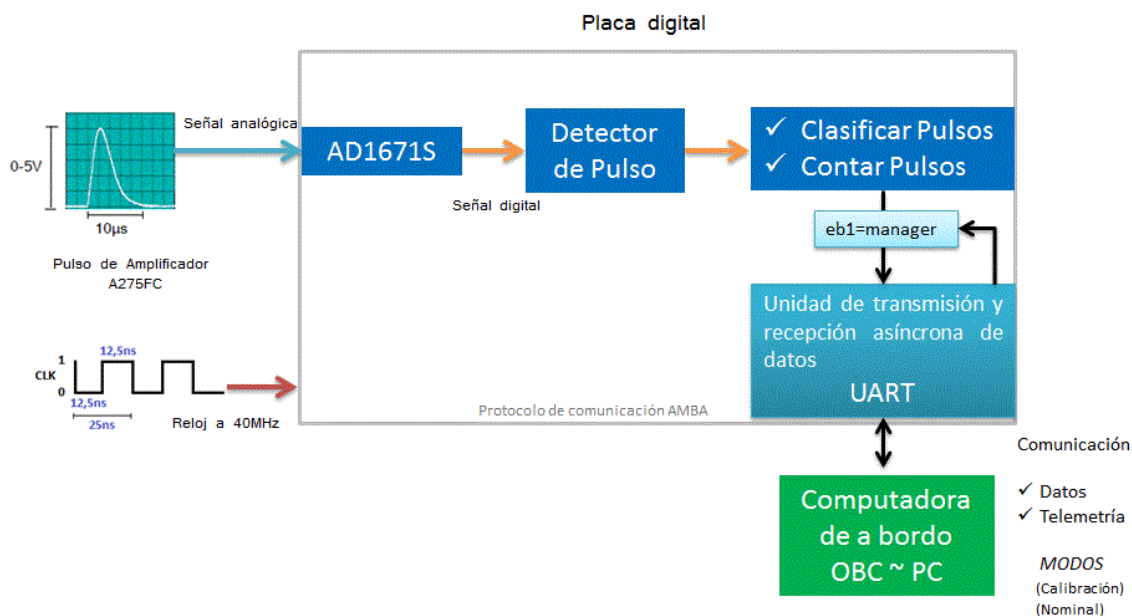 Placa digital
Señal analógica
0-5V
10µs
Pulso de Amplificador
A275FC
AD1671S
Señal digital
Detector
de Pulso
✓ Clasificar Pulsos
✓ Contar Pulsos
eb1=manager
Unidad de transmisión y
recepción asíncrona de
datos
UART
12,5ns
1
CLK
0
12,5ns
25ns
Reloj a 40MHz
Protocolo de comunicación AMBA
Computadora
de a bordo
OBC ~ PC
Comunicación
✓ Datos
✓ Telemetría
MODOS
(Calibración)
(Nominal)